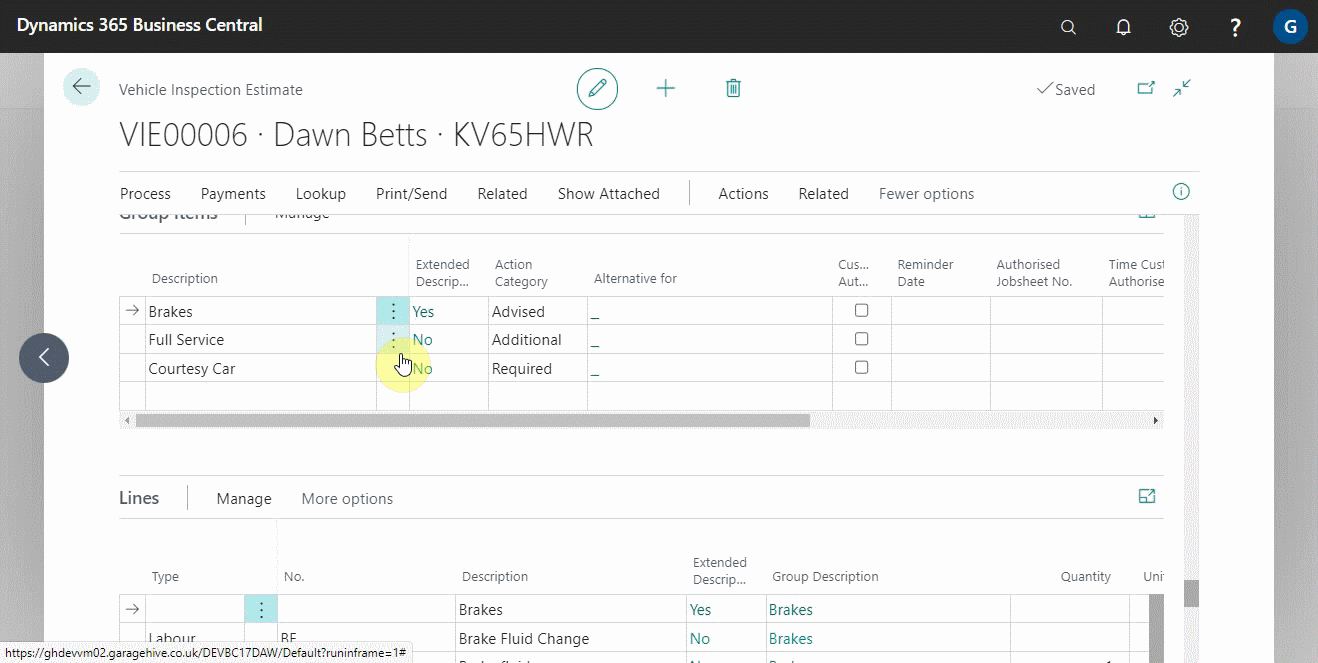 Dynamics 365 Business Central
? G
Vehicle Inspection Estimate
Saved
VIE00006 · Dawn Betts · KV65HWR
Process Payments Lookup Print/Send Related Show Attached Actions Related Fewer options
Group Items Manage
Description Extended Descrip... Action Category Alternative for Cus... Aut... Reminder Date Authorised Jobsheet No. Time Cust Authorise
Brakes Yes Advised _
Full Service No Additional _
Courtesy Car No Required _
Lines Manage More options
Type No. Description Extended Descrip... Group Description Quantity Uni
Brakes Yes Brakes
Labour BF Brake Fluid Change No Brakes
https://ghdevvm02.garagehive.co.uk/DEVBC17DAW/Default?runinframe=1#